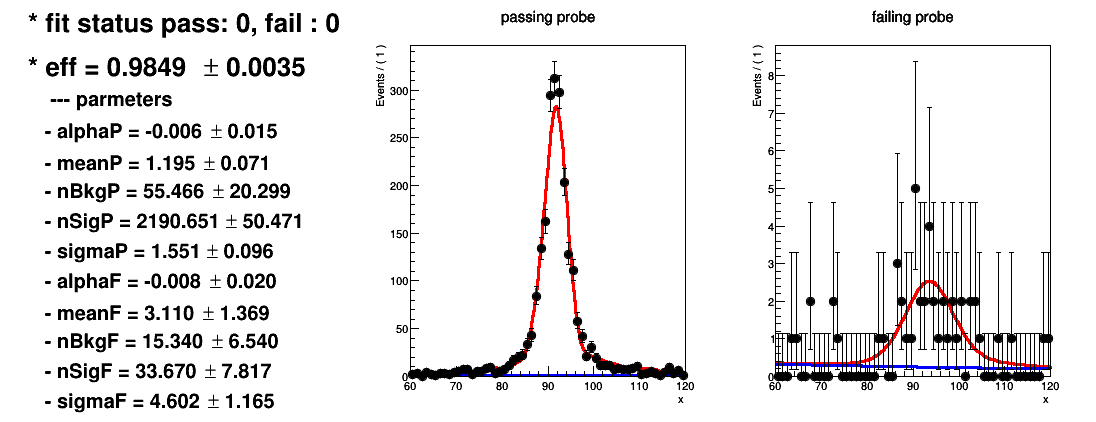 * fit status pass: 0, fail : 0
* eff = 0.9849 ± 0.0035
--- parmeters
- alphaP = -0.006 ± 0.015
- meanP = 1.195 ± 0.071
- nBkgP = 55.466 ± 20.299
- nSigP = 2190.651 ± 50.471
- sigmaP = 1.551 ± 0.096
- alphaF = -0.008 ± 0.020
- meanF = 3.110 ± 1.369
- nBkgF = 15.340 ± 6.540
- nSigF = 33.670 ± 7.817
- sigmaF = 4.602 ± 1.165
passing probe
Events / ( 1 )
300
250
200
150
100
50
0
60 70 80 90 100 110 120
x
failing probe
Events / ( 1 )
8
7
6
5
4
3
2
1
0
60 70 80 90 100 110 120
x